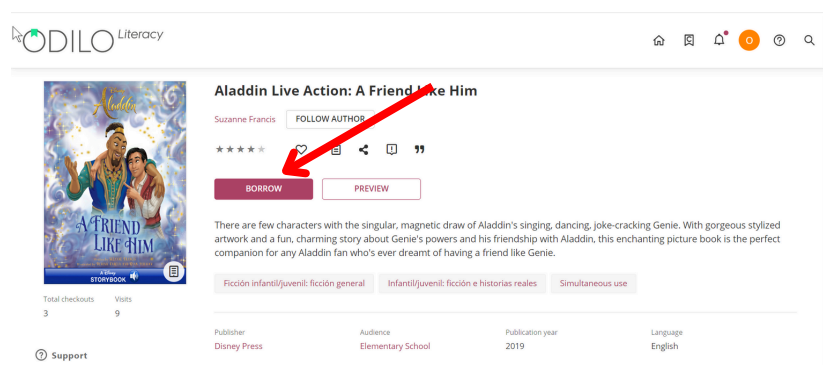 ODILO Literacy
O
Aladdin Live Action: A Friend Like Him
Suzanne Francis FOLLOW AUTHOR
BORROW PREVIEW
There are few characters with the singular, magnetic draw of Aladdin's singing, dancing, joke-cracking Genie. With gorgeous stylized
artwork and a fun, charming story about Genie's powers and his friendship with Aladdin, this enchanting picture book is the perfect
companion for any Aladdin fan who's ever dreamt of having a friend like Genie.
Ficción infantil/juvenil: ficción general Infantil/juvenil: ficción e historias reales Simultaneous use
Aladdin
A FRIEND
LIKE HIM
A Disney
STORYBOOK
Total checkouts Visits
3 9
Publisher Audience Publication year Language
Disney Press Elementary School 2019 English
Support